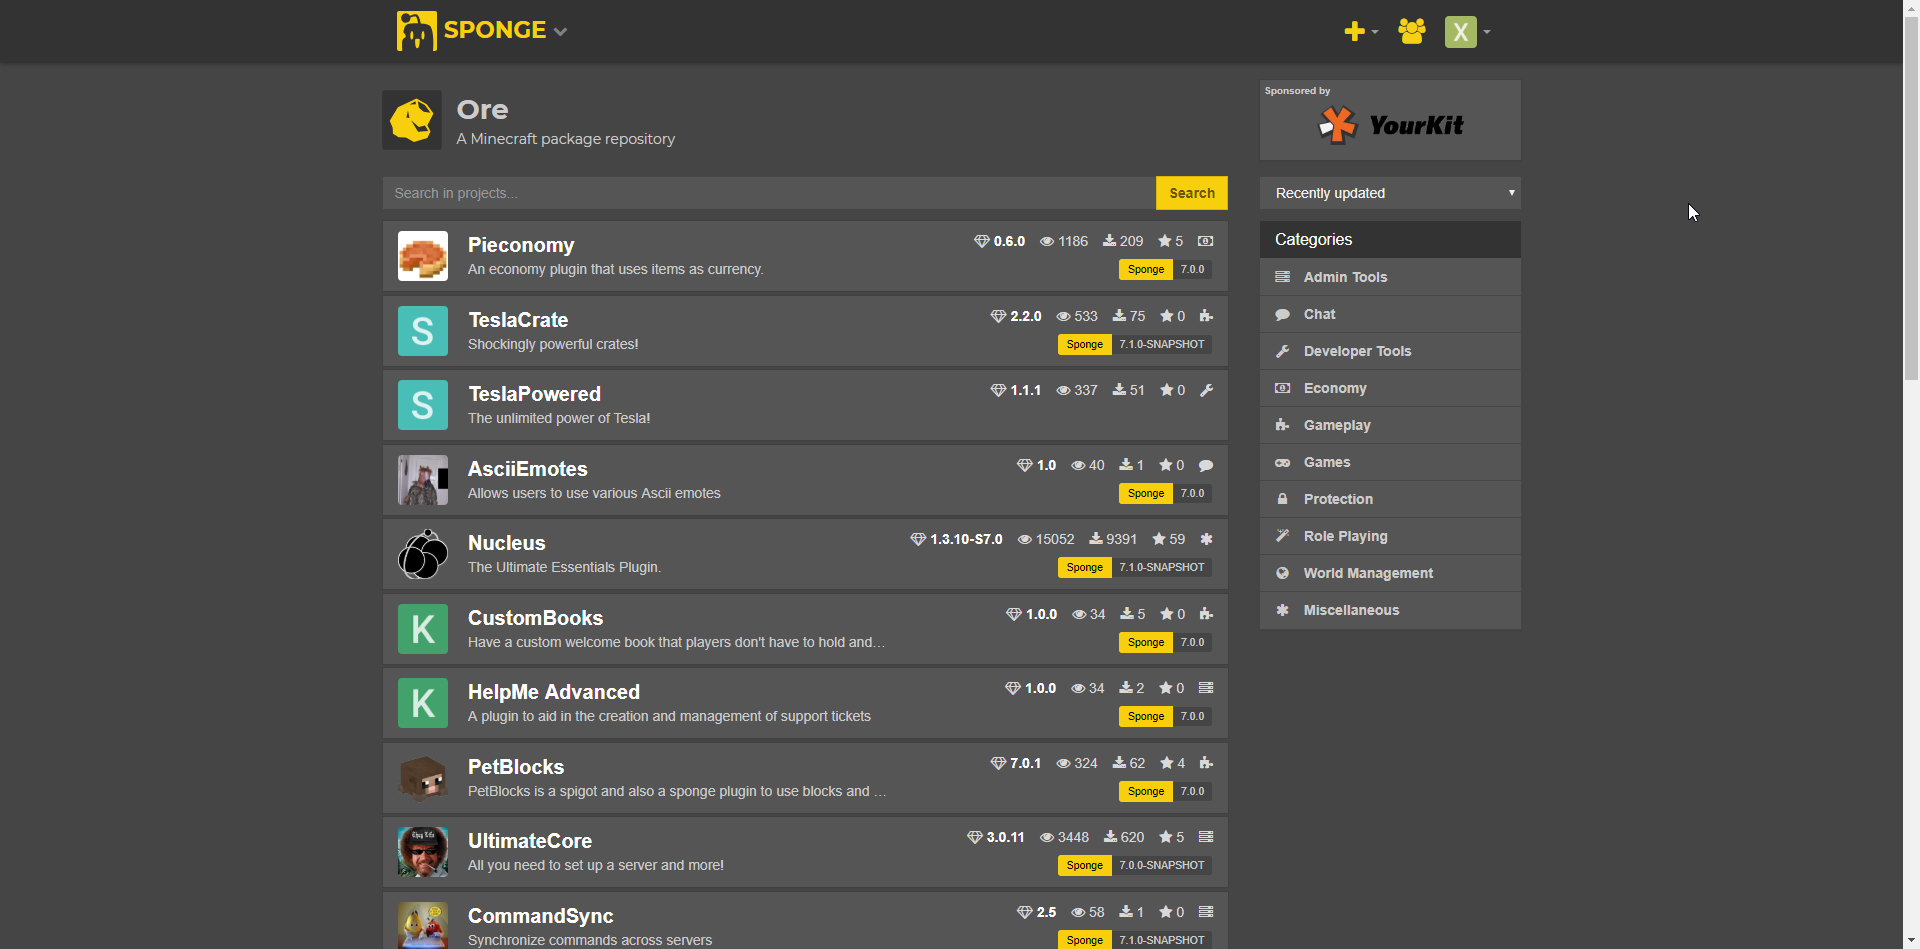 SPONGE
X
Ore
A Minecraft package repository
Sponsored by
YourKit
Search in projects...
Search
Recently updated
Pieconomy
0.6.0 1186 209 5
An economy plugin that uses items as currency.
Sponge 7.0.0
S
TeslaCrate
2.2.0 533 75 0
Shockingly powerful crates!
Sponge 7.1.0-SNAPSHOT
S
TeslaPowered
1.1.1 337 51 0
The unlimited power of Tesla!
AsciiEmotes
1.0 40 1 0
Allows users to use various Ascii emotes
Sponge 7.0.0
Nucleus
1.3.10-S7.0 15052 9391 59
The Ultimate Essentials Plugin.
Sponge 7.1.0-SNAPSHOT
K
CustomBooks
1.0.0 34 5 0
Have a custom welcome book that players don't have to hold and...
Sponge 7.0.0
K
HelpMe Advanced
1.0.0 34 2 0
A plugin to aid in the creation and management of support tickets
Sponge 7.0.0
PetBlocks
7.0.1 324 62 4
PetBlocks is a spigot and also a sponge plugin to use blocks and ...
Sponge 7.0.0
Thug Life
UltimateCore
3.0.11 3448 620 5
All you need to set up a server and more!
Sponge 7.0.0-SNAPSHOT
CommandSync
2.5 58 1 0
Synchronize commands across servers
Sponge 7.1.0-SNAPSHOT
Categories
Admin Tools
Chat
Developer Tools
Economy
Gameplay
Games
Protection
Role Playing
World Management
Miscellaneous